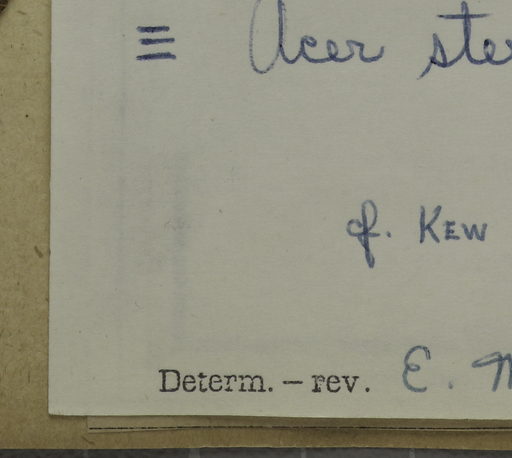 ≡ Acer ste
cf. KEW
Determ. – rev. E.